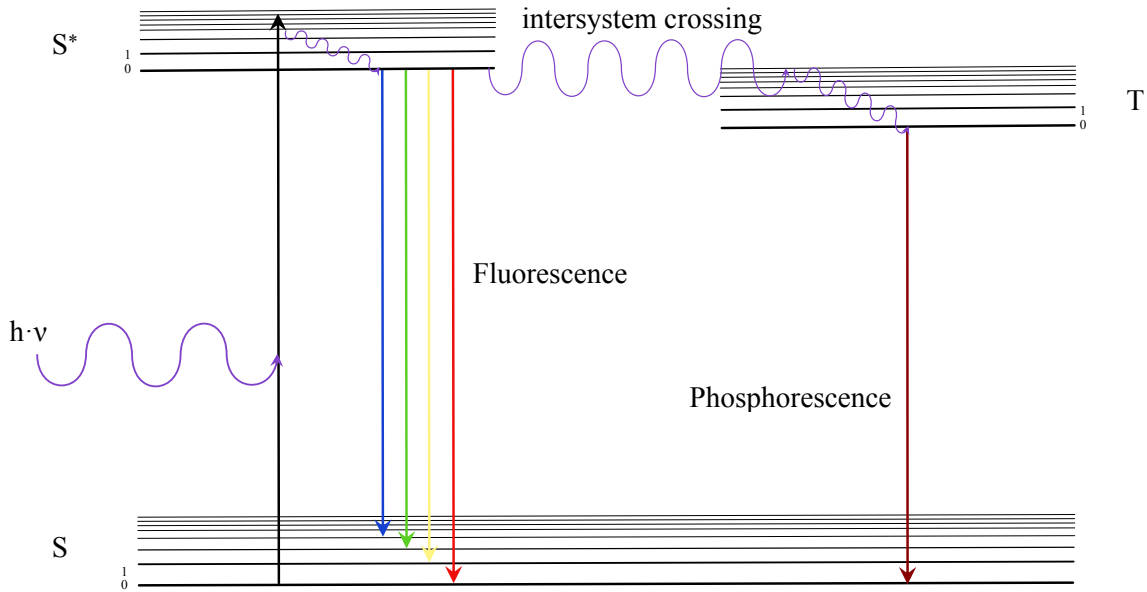 intersystem crossing
S*
1
0
T
1
0
Fluorescence
h·ν
Phosphorescence
S
1
0